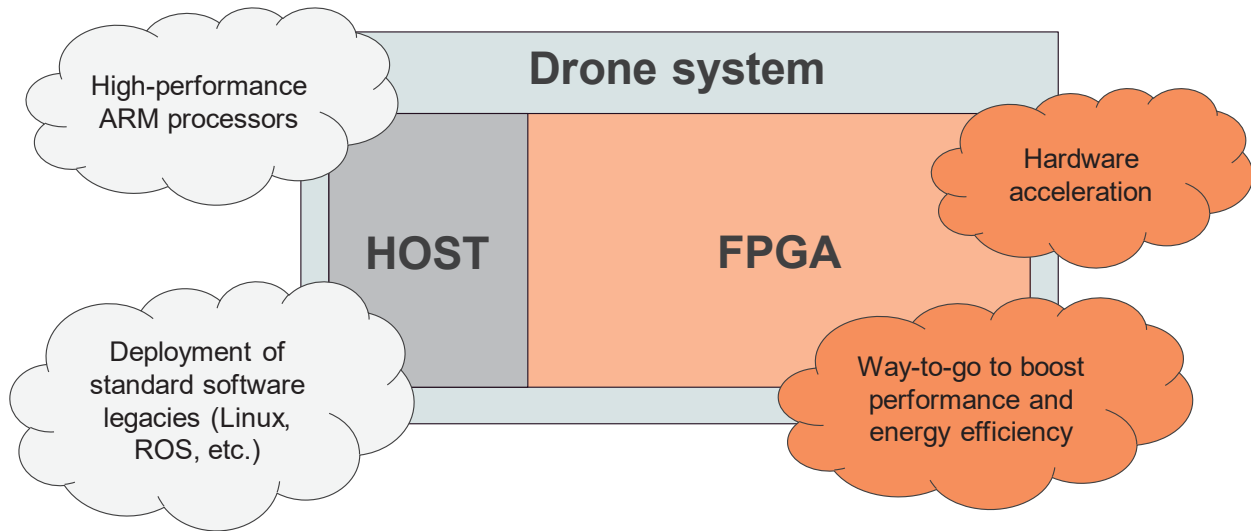 Drone system
High-performance
ARM processors
HOST
FPGA
Hardware
acceleration
Deployment of
standard software
legacies (Linux,
ROS, etc.)
Way-to-go to boost
performance and
energy efficiency